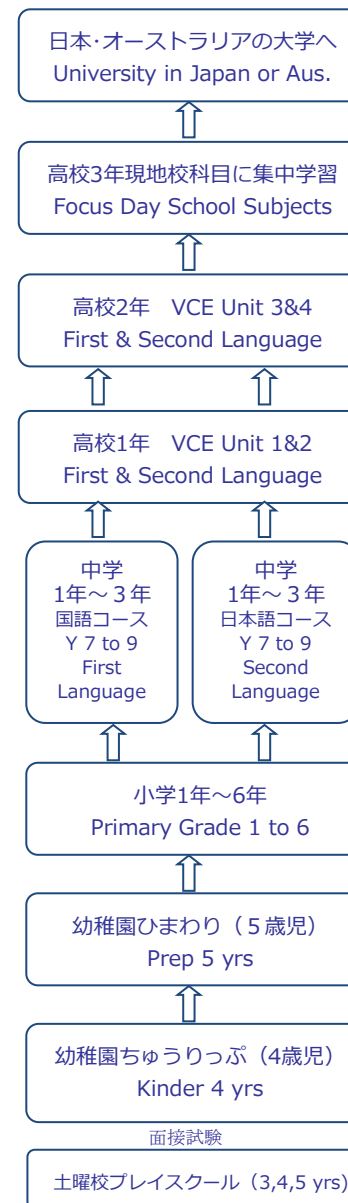 日本･オーストラリアの大学へ
University in Japan or Aus.
高校3年現地校科目に集中学習
Focus Day School Subjects
高校2年　VCE Unit 3&4
First & Second Language
高校1年　VCE Unit 1&2
First & Second Language
中学
1年～３年
国語コース
Y 7 to 9
First
Language
中学
1年～３年
日本語コース
Y 7 to 9
Second
Language
小学1年～6年
Primary Grade 1 to 6
幼稚園ひまわり（５歳児）
Prep 5 yrs
幼稚園ちゅうりっぷ（4歳児）
Kinder 4 yrs
面接試験
土曜校プレイスクール（3,4,5 yrs)